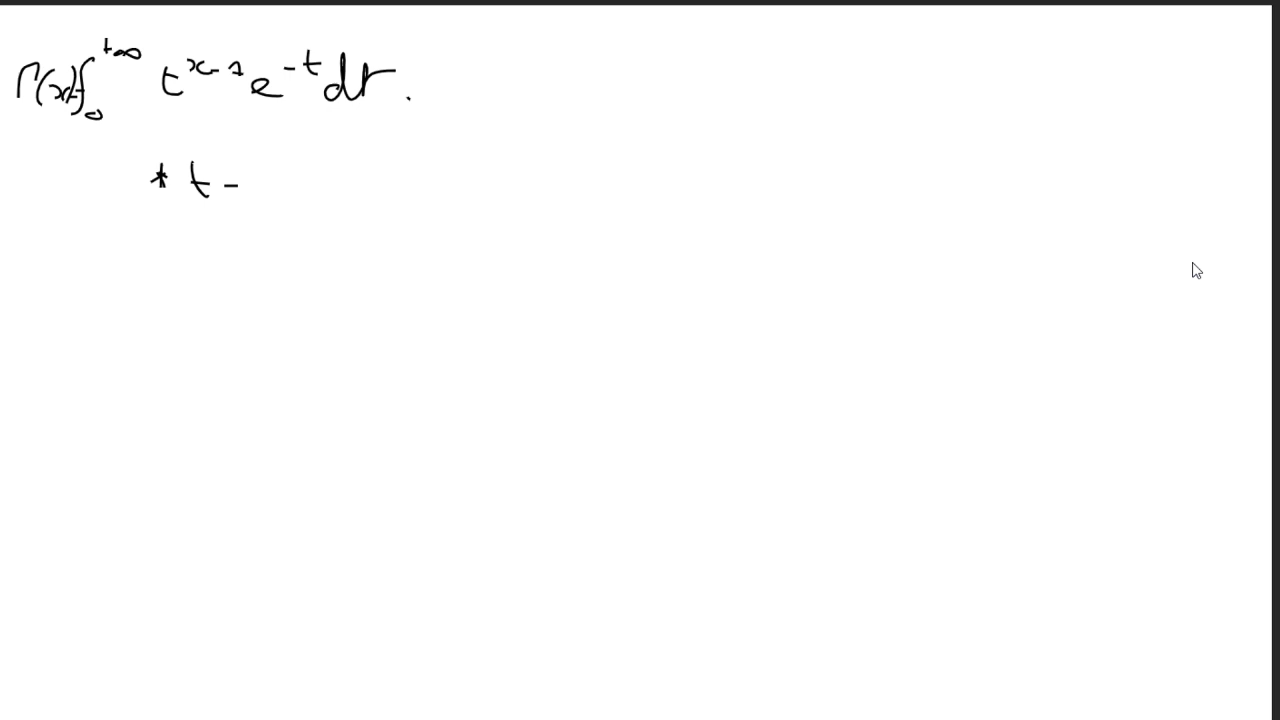 Γ(x)=∫₀^{+∞} t^{x-1} e^{-t} dt.
* t -